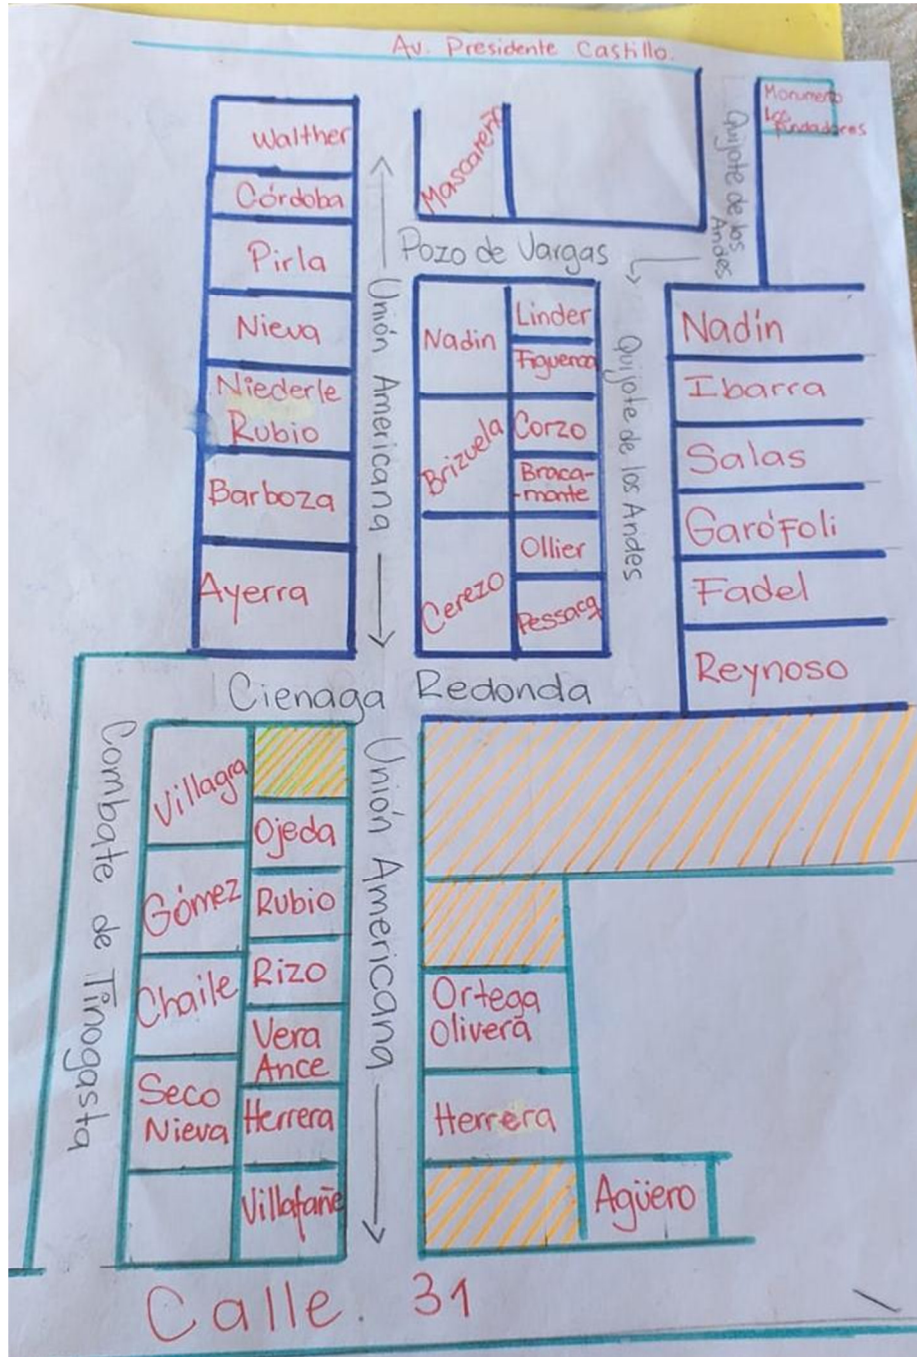 Av. Presidente Castillo.
Monumento
Los
Fundadores
Quijote de los
Andes
Mascareño
Pozo de Vargas
Walther
Córdoba
Pirla
Nieva
Niederle
Rubio
Barboza
Ayerra
Unión Americana
Nadin
Brizuela
Cerezo
Linder
Figueroa
Corzo
Braca-
-monte
Ollier
Pessacq
Quijote de los Andes
Nadín
Ibarra
Salas
Garófoli
Fadel
Reynoso
Cienaga Redonda
Combate de Tinogasta
Villagra
Gómez
Chaile
Seco
Nieva
Ojeda
Rubio
Rizo
Vera
Ance
Herrera
Villafañe
Unión Americana
Ortega
Olivera
Herrera
Agüero
Calle. 31